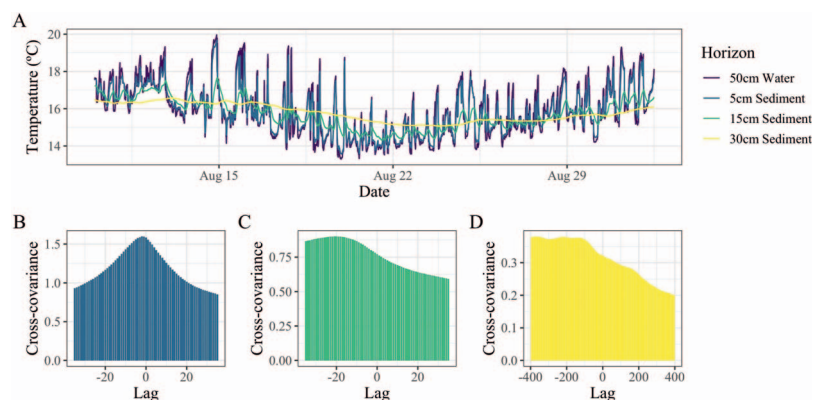 A
Temperature (°C)
20
18
16
14
Aug 15
Aug 22
Aug 29
Date
Horizon
50cm Water
5cm Sediment
15cm Sediment
30cm Sediment
B
Cross-covariance
1.5
1.0
0.5
0.0
-20
0
20
Lag
C
Cross-covariance
0.75
0.50
0.25
0.00
-20
0
20
Lag
D
Cross-covariance
0.3
0.2
0.1
0.0
-400
-200
0
200
400
Lag